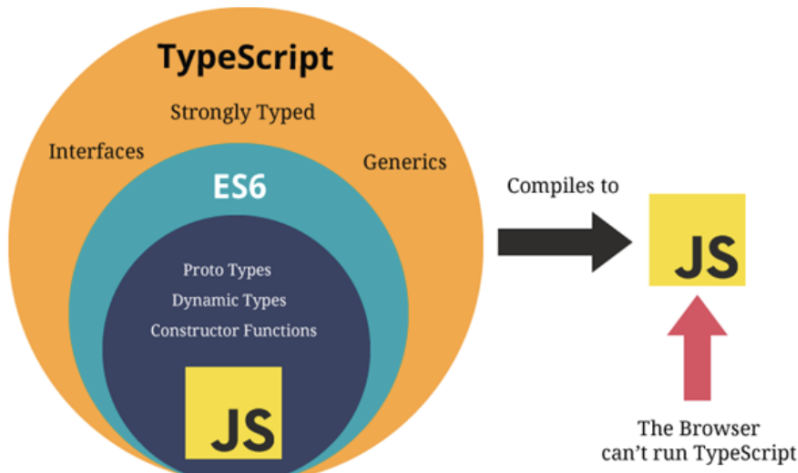 TypeScript
Strongly Typed
Interfaces
Generics
ES6
Proto Types
Dynamic Types
Constructor Functions
JS
Compiles to
JS
The Browser
can't run TypeScript